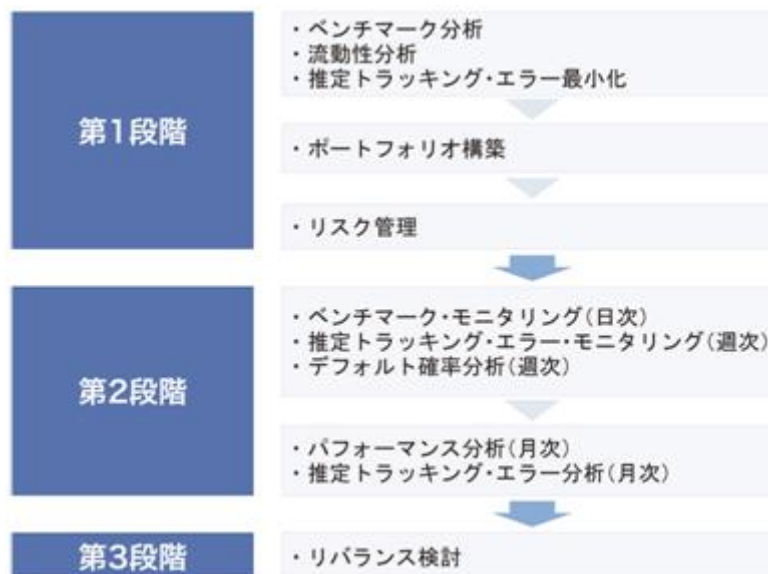 第1段階
・ベンチマーク分析
・流動性分析
・推定トラッキング・エラー最小化
・ポートフォリオ構築
・リスク管理
第2段階
・ベンチマーク・モニタリング(日次)
・推定トラッキング・エラー・モニタリング(週次)
・デフォルト確率分析(週次)
・パフォーマンス分析(月次)
・推定トラッキング・エラー分析(月次)
第3段階
・リバランス検討